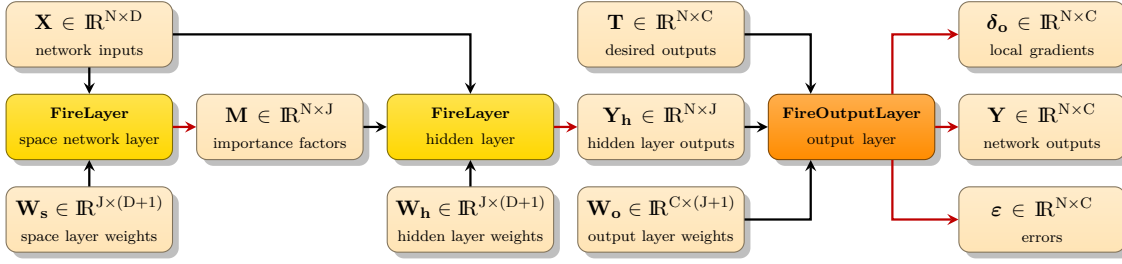 X ∈ ℝ^{N×D}
network inputs
T ∈ ℝ^{N×C}
desired outputs
δ_o ∈ ℝ^{N×C}
local gradients
FireLayer
space network layer
M ∈ ℝ^{N×J}
importance factors
FireLayer
hidden layer
Y_h ∈ ℝ^{N×J}
hidden layer outputs
FireOutputLayer
output layer
Y ∈ ℝ^{N×C}
network outputs
W_s ∈ ℝ^{J×(D+1)}
space layer weights
W_h ∈ ℝ^{J×(D+1)}
hidden layer weights
W_o ∈ ℝ^{C×(J+1)}
output layer weights
ε ∈ ℝ^{N×C}
errors